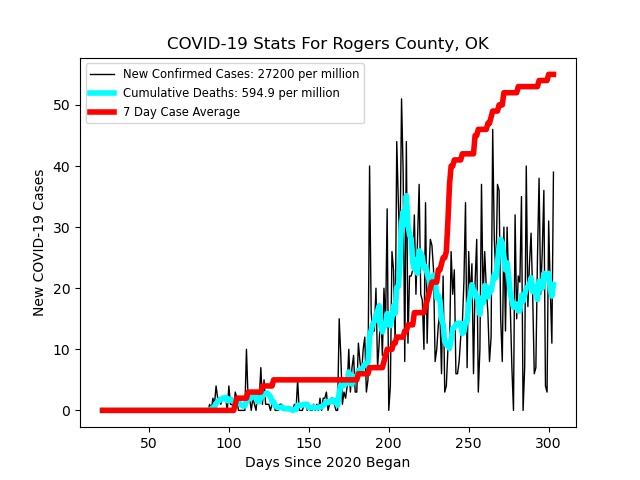 COVID-19 Stats For Rogers County, OK
New Confirmed Cases: 27200 per million
Cumulative Deaths: 594.9 per million
7 Day Case Average
New COVID-19 Cases
50
40
30
20
10
0
50 100 150 200 250 300
Days Since 2020 Began